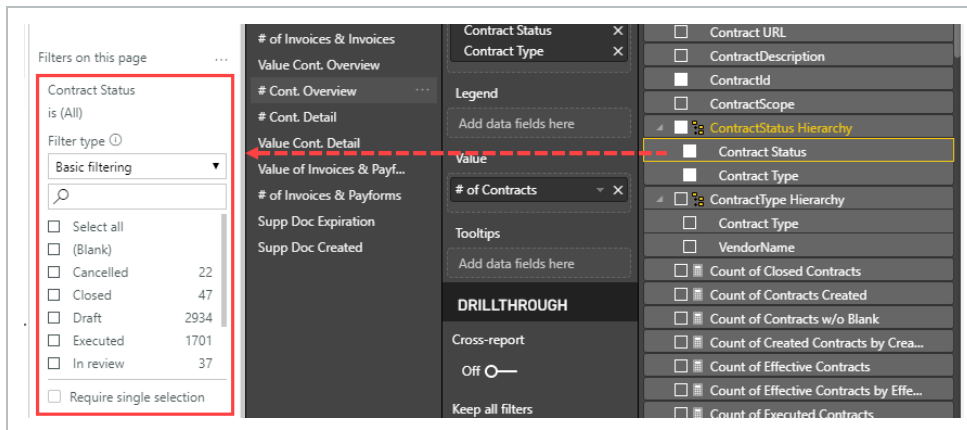 Filters on this page ...
Contract Status
is (All)
Filter type
Basic filtering
Select all
(Blank)
Cancelled 22
Closed 47
Draft 2934
Executed 1701
In review 37
Require single selection
# of Invoices & Invoices
Value Cont. Overview
# Cont. Overview ...
# Cont. Detail
Value Cont. Detail
Value of Invoices & Payf...
# of Invoices & Payforms
Supp Doc Expiration
Supp Doc Created
Contract Status
Contract Type
Legend
Add data fields here
Value
# of Contracts
Tooltips
Add data fields here
DRILLTHROUGH
Cross-report
Off
Keep all filters
Contract URL
ContractDescription
ContractId
ContractScope
ContractStatus Hierarchy
Contract Status
Contract Type
ContractType Hierarchy
Contract Type
VendorName
Count of Closed Contracts
Count of Contracts Created
Count of Contracts w/o Blank
Count of Created Contracts by Crea...
Count of Effective Contracts
Count of Effective Contracts by Effe...
Count of Executed Contracts